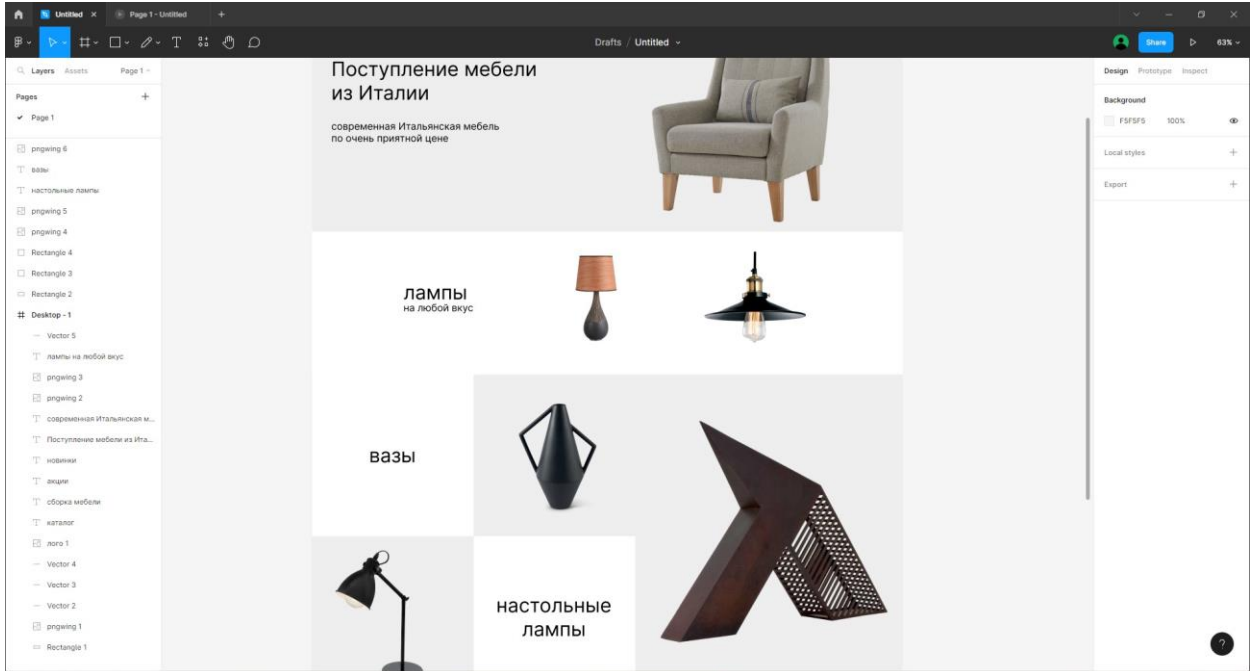 Untitled
Page 1 - Untitled
Drafts / Untitled
Share
63%
Layers
Assets
Page 1
Pages
Page 1
pngwing 6
вазы
настольные лампы
pngwing 5
pngwing 4
Rectangle 4
Rectangle 3
Rectangle 2
Desktop - 1
Vector 5
лампы на любой вкус
pngwing 3
pngwing 2
современная Итальянская м...
Поступление мебели из Ита...
новинки
акции
сборка мебели
каталог
лого 1
Vector 4
Vector 3
Vector 2
pngwing 1
Rectangle 1
Поступление мебели
из Италии
современная Итальянская мебель
по очень приятной цене
лампы
на любой вкус
вазы
настольные
лампы
Design
Prototype
Inspect
Background
F5F5F5
100%
Local styles
Export
?